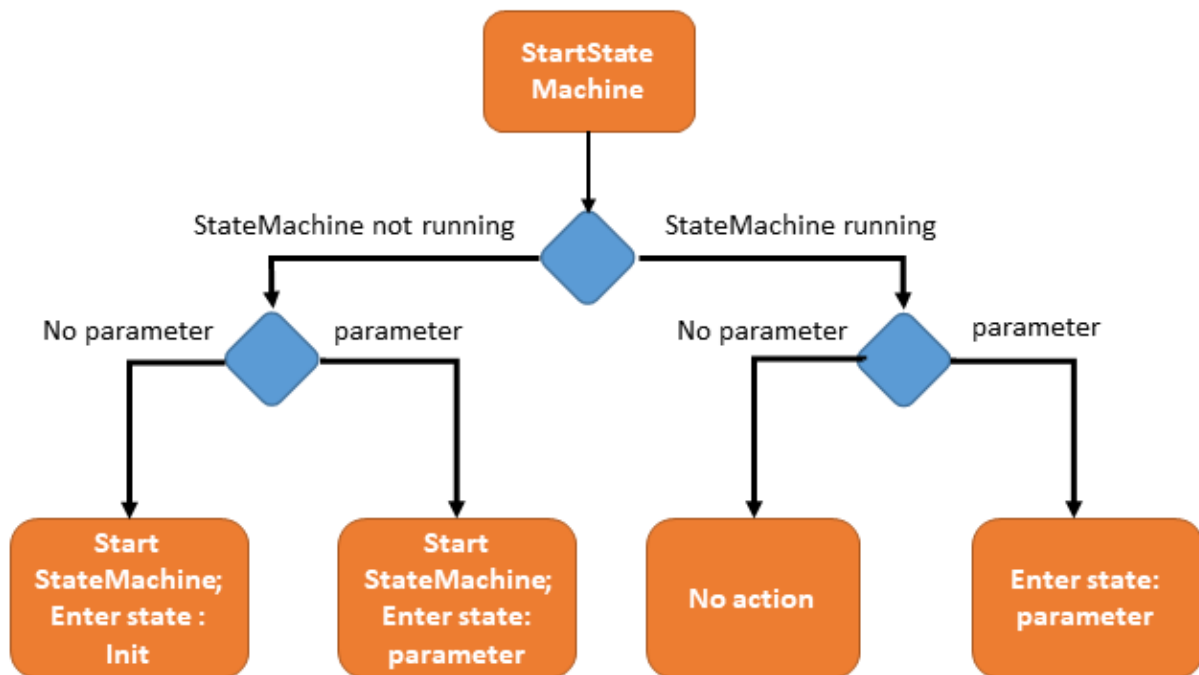 StartState
Machine
StateMachine not running
StateMachine running
No parameter
parameter
No parameter
parameter
Start
StateMachine;
Enter state :
Init
Start
StateMachine;
Enter state:
parameter
No action
Enter state:
parameter